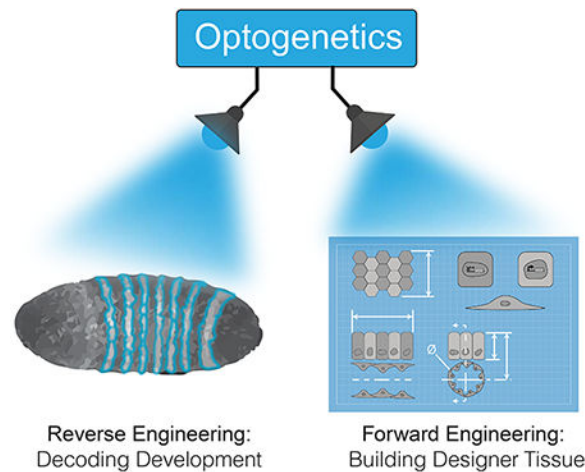 Optogenetics
Reverse Engineering:
Decoding Development
Forward Engineering:
Building Designer Tissue
Ø